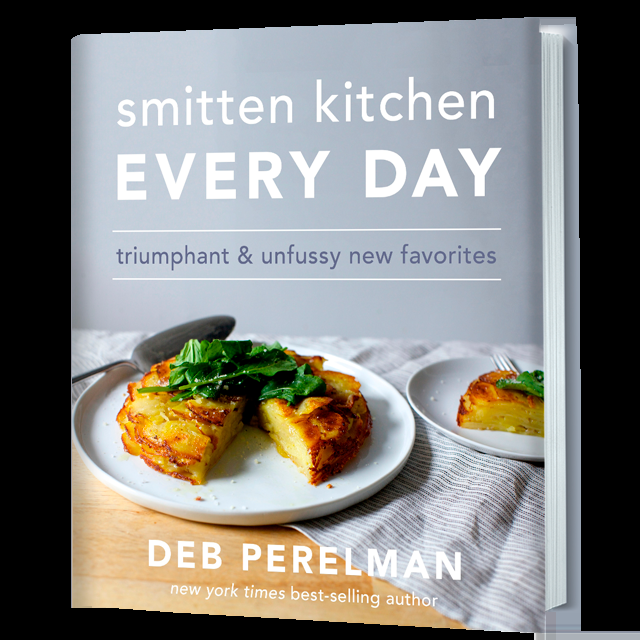 smitten kitchen
EVERY DAY
triumphant & unfussy new favorites
DEB PERELMAN
new york times best-selling author